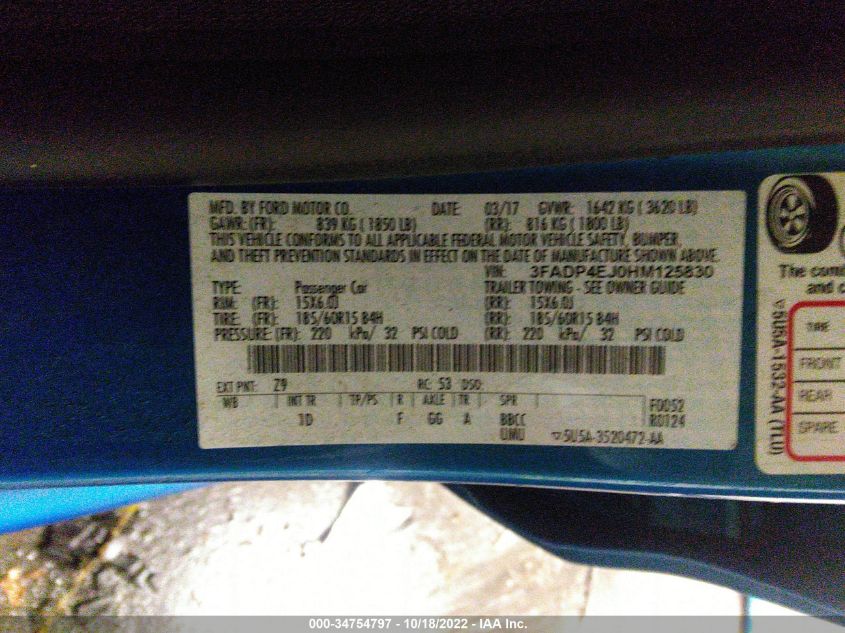 MFD. BY FORD MOTOR CO. DATE: 03/17 GVWR: 1642 KG ( 3620 LB)
GAWR: (FR): 839 KG ( 1850 LB) (RR): 816 KG ( 1800 LB)
THIS VEHICLE CONFORMS TO ALL APPLICABLE FEDERAL MOTOR VEHICLE SAFETY, BUMPER,
AND THEFT PREVENTION STANDARDS IN EFFECT ON THE DATE OF MANUFACTURE SHOWN ABOVE.
VIN: 3FADP4EJ0HM125830
TYPE: Passenger Car TRAILER TOWING - SEE OWNER GUIDE
RIM: (FR): 15X6.0J (RR): 15X6.0J
TIRE: (FR): 185/60R15 84H (RR): 185/60R15 84H
PRESSURE: (FR): 220 kPa/ 32 PSI COLD (RR): 220 kPa/ 32 PSI COLD
EXT PNT: Z9 RC: 53 DSO:
WB INT TR TP/PS R AXLE TR SPR F0052
1D F GG A BBCC R0124
UMU ▽5U5A-3520472-AA
The comb
and c
TIRE
FRONT
REAR
SPARE
▽5U5A-1532-AA (TLU)
000-34754797 - 10/18/2022 - IAA Inc.